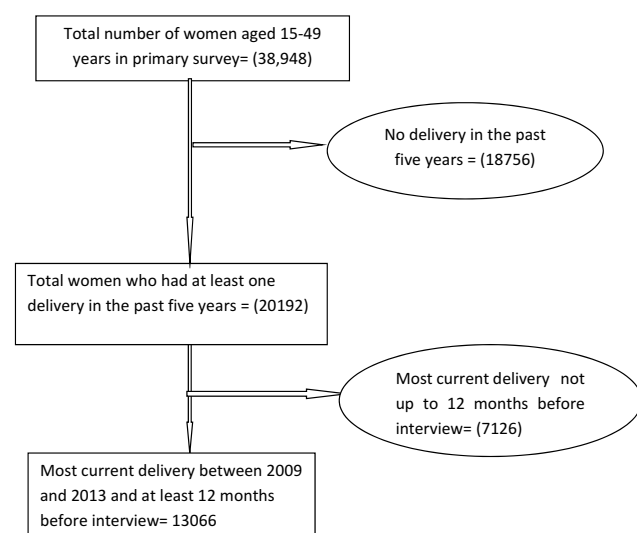 Total number of women aged 15-49
years in primary survey= (38,948)
No delivery in the past
five years = (18756)
Total women who had at least one
delivery in the past five years = (20192)
Most current delivery not
up to 12 months before
interview= (7126)
Most current delivery between 2009
and 2013 and at least 12 months
before interview= 13066